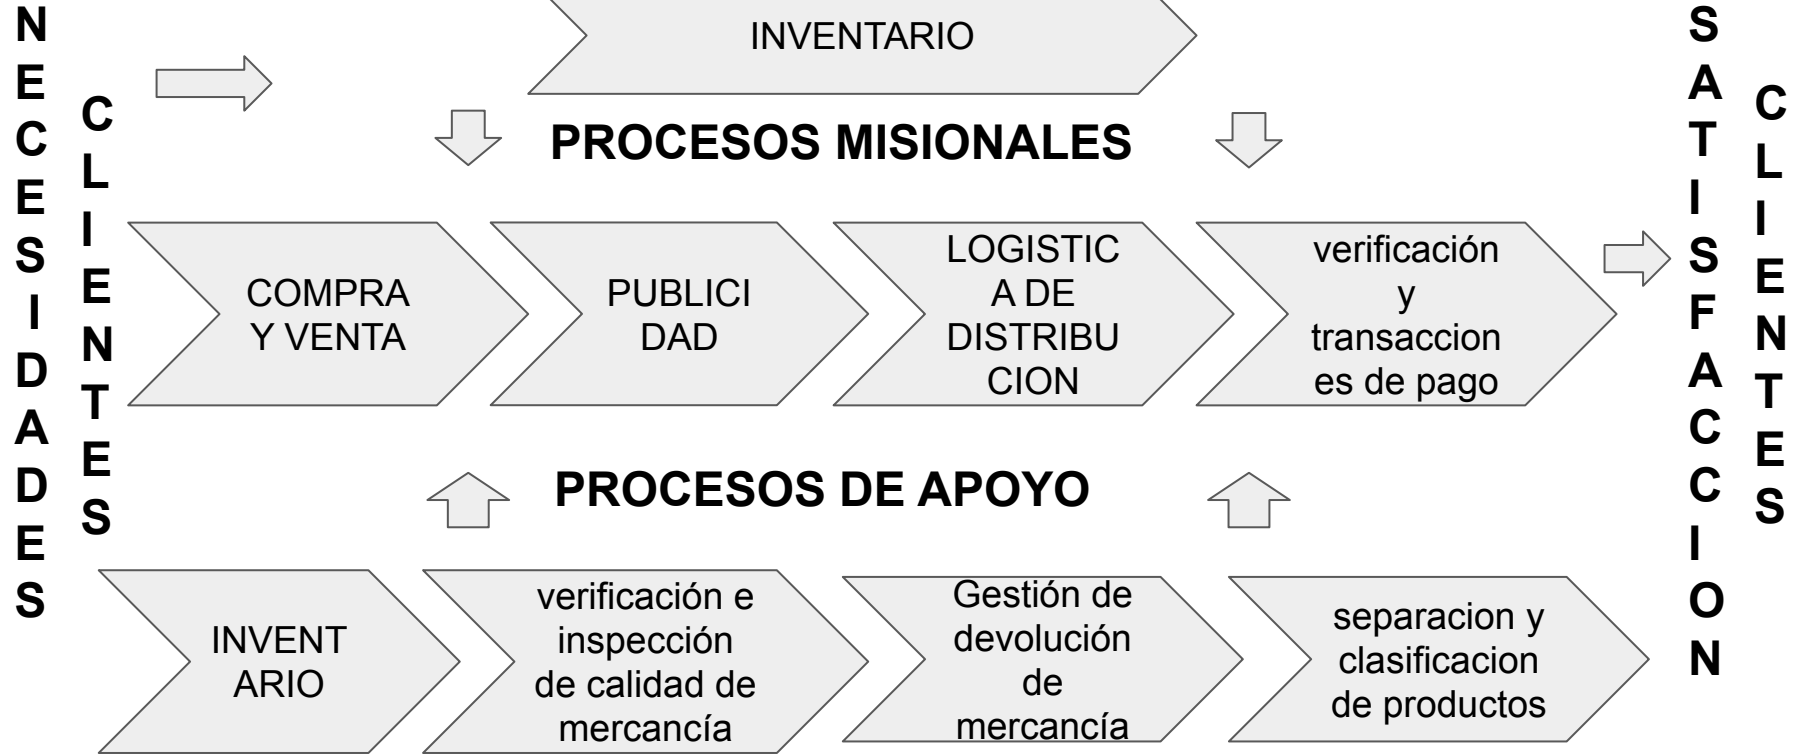 NECESIDADES
CLIENTES
INVENTARIO
PROCESOS MISIONALES
COMPRA
Y VENTA
PUBLICI
DAD
LOGISTIC
A DE
DISTRIBU
CION
verificación
y
transaccion
es de pago
PROCESOS DE APOYO
INVENT
ARIO
verificación e
inspección
de calidad de
mercancía
Gestión de
devolución
de
mercancía
separacion y
clasificacion
de productos
SATISFACCION
CLIENTES